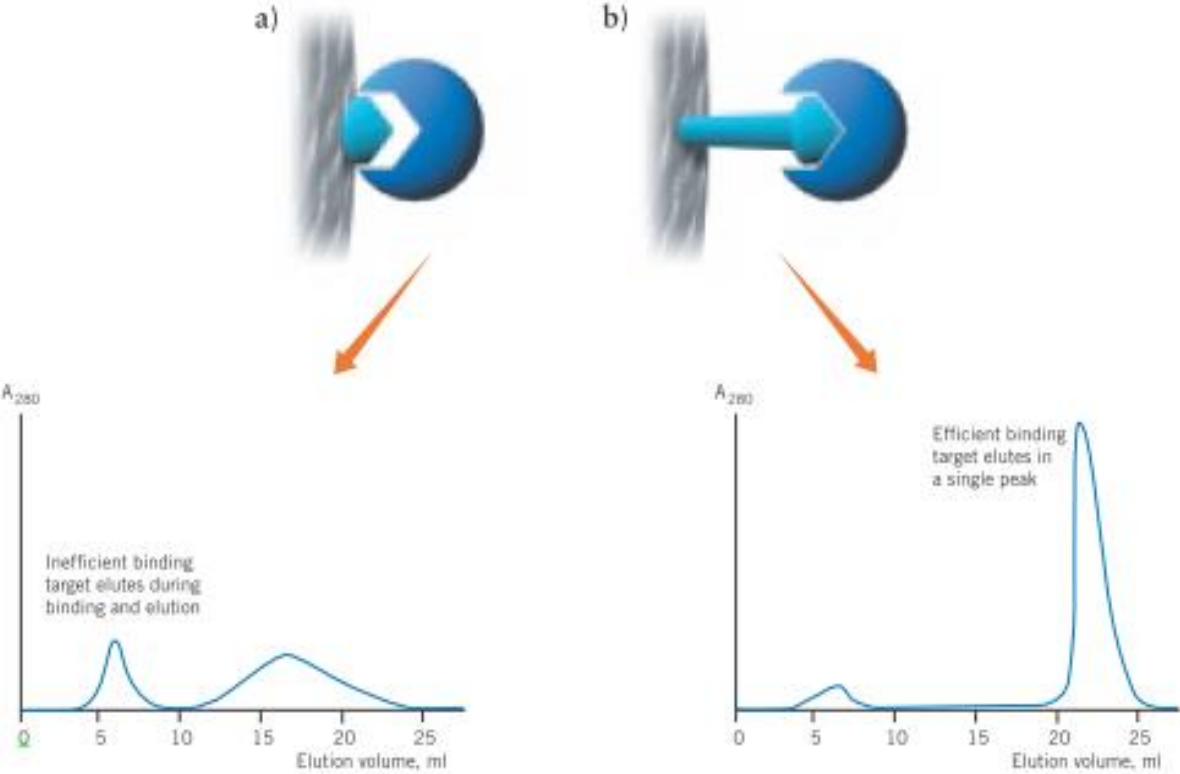 a)
b)
A280
Inefficient binding
target elutes during
binding and elution
0 5 10 15 20 25
Elution volume, ml
A280
Efficient binding
target elutes in
a single peak
0 5 10 15 20 25
Elution volume, ml